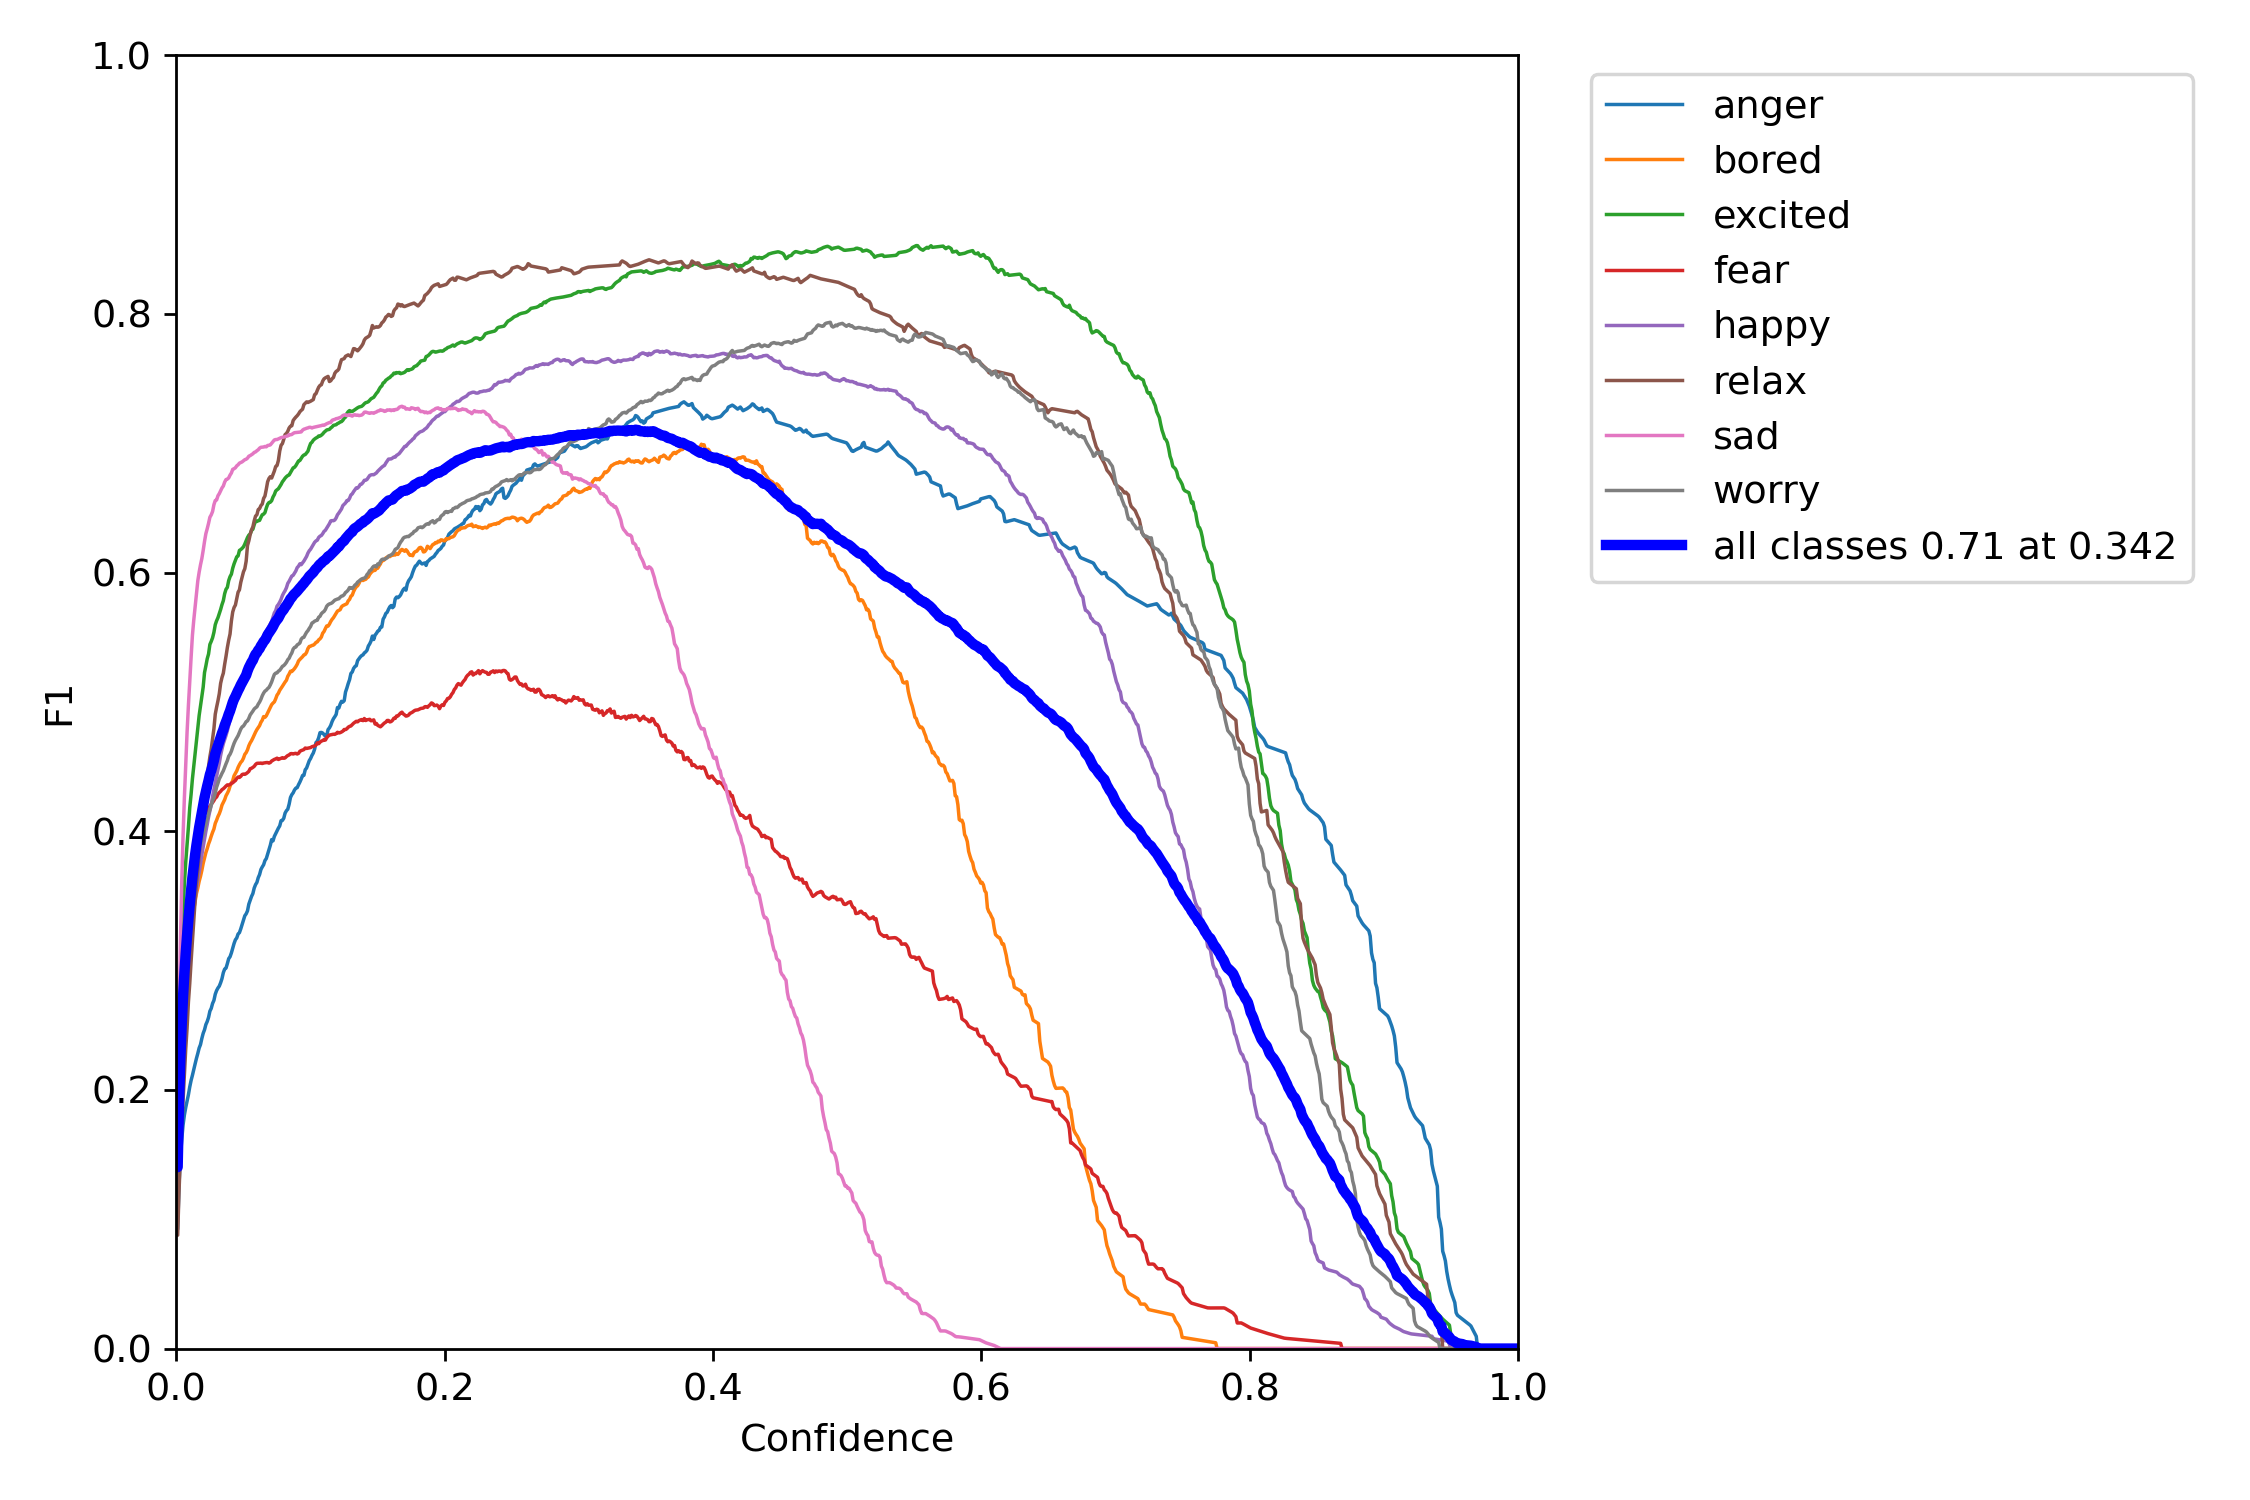 1.0
0.8
0.6
0.4
0.2
0.0
F1
0.0 0.2 0.4 0.6 0.8 1.0
Confidence
anger
bored
excited
fear
happy
relax
sad
worry
all classes 0.71 at 0.342